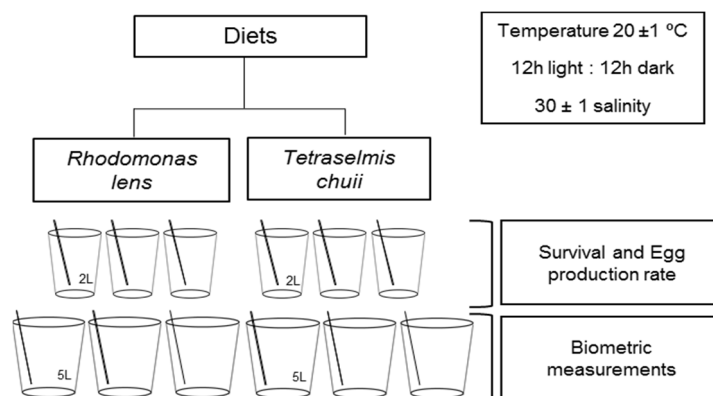 Diets
Temperature 20 ±1 ºC
12h light : 12h dark
30 ± 1 salinity
Rhodomonas
lens
Tetraselmis
chuii
2L
2L
Survival and Egg
production rate
5L
5L
Biometric
measurements